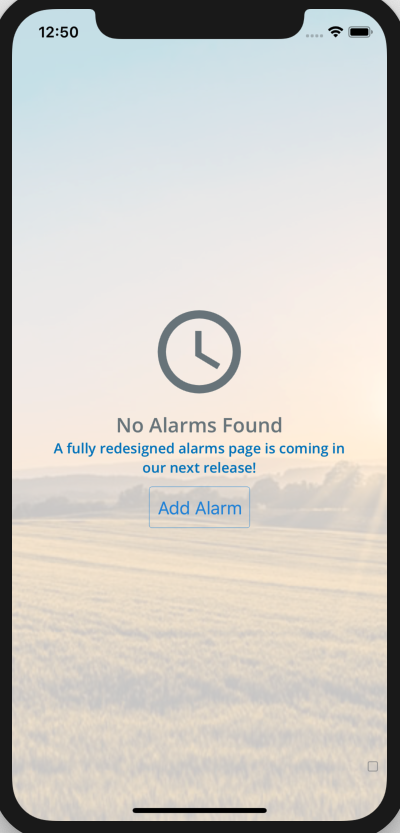 12:50
No Alarms Found
A fully redesigned alarms page is coming in
our next release!
Add Alarm